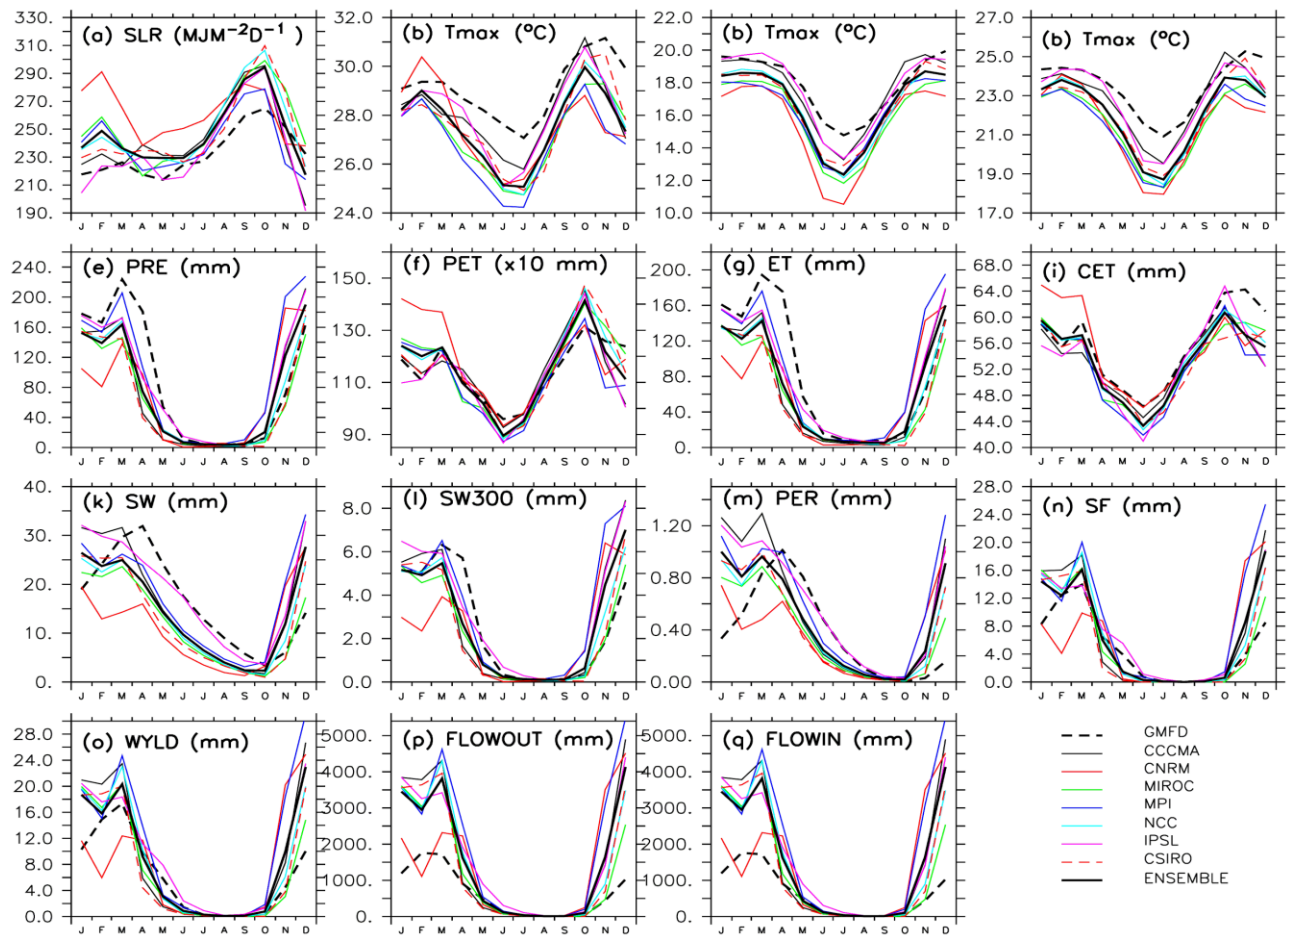 (a) SLR (MJM⁻²D⁻¹ )
330.
310.
290.
270.
250.
230.
210.
190.
J F M A M J J A S O N D
(b) Tmax (ºC)
32.0
30.0
28.0
26.0
24.0
J F M A M J J A S O N D
(b) Tmax (ºC)
22.0
20.0
18.0
16.0
14.0
12.0
10.0
J F M A M J J A S O N D
(b) Tmax (ºC)
27.0
25.0
23.0
21.0
19.0
17.0
J F M A M J J A S O N D
(e) PRE (mm)
240.
200.
160.
120.
80.
40.
0.
J F M A M J J A S O N D
(f) PET (x10 mm)
150.
130.
110.
90.
J F M A M J J A S O N D
(g) ET (mm)
200.
160.
120.
80.
40.
0.
J F M A M J J A S O N D
(i) CET (mm)
68.0
64.0
60.0
56.0
52.0
48.0
44.0
40.0
J F M A M J J A S O N D
(k) SW (mm)
40.
30.
20.
10.
0.
J F M A M J J A S O N D
(l) SW300 (mm)
8.0
6.0
4.0
2.0
0.0
J F M A M J J A S O N D
(m) PER (mm)
1.20
0.80
0.40
0.00
J F M A M J J A S O N D
(n) SF (mm)
28.0
24.0
20.0
16.0
12.0
8.0
4.0
0.0
J F M A M J J A S O N D
(o) WYLD (mm)
28.0
24.0
20.0
16.0
12.0
8.0
4.0
0.0
J F M A M J J A S O N D
(p) FLOWOUT (mm)
5000.
4000.
3000.
2000.
1000.
0.
J F M A M J J A S O N D
(q) FLOWIN (mm)
5000.
4000.
3000.
2000.
1000.
0.
J F M A M J J A S O N D
GMFD
CCCMA
CNRM
MIROC
MPI
NCC
IPSL
CSIRO
ENSEMBLE